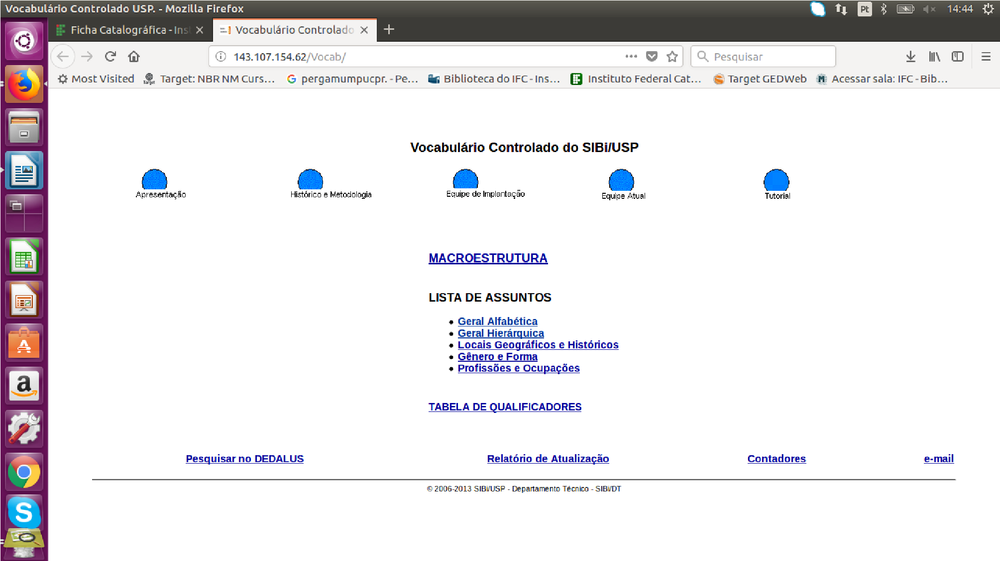 Vocabulário Controlado USP. - Mozilla Firefox
Pt
14:44
Ficha Catalográfica - Inst
Vocabulário Controlado
143.107.154.62/Vocab/
Pesquisar
Most Visited
Target: NBR NM Curs...
pergamumpucpr. - Pe...
Biblioteca do IFC - Ins...
Instituto Federal Cat...
Target GEDWeb
Acessar sala: IFC - Bib...
Vocabulário Controlado do SIBi/USP
Apresentação
Histórico e Metodologia
Equipe de Implantação
Equipe Atual
Tutorial
MACROESTRUTURA
LISTA DE ASSUNTOS
Geral Alfabética
Geral Hierárquica
Locais Geográficos e Históricos
Gênero e Forma
Profissões e Ocupações
TABELA DE QUALIFICADORES
Pesquisar no DEDALUS
Relatório de Atualização
Contadores
e-mail
© 2006-2013 SIBi/USP - Departamento Técnico - SIBi/DT